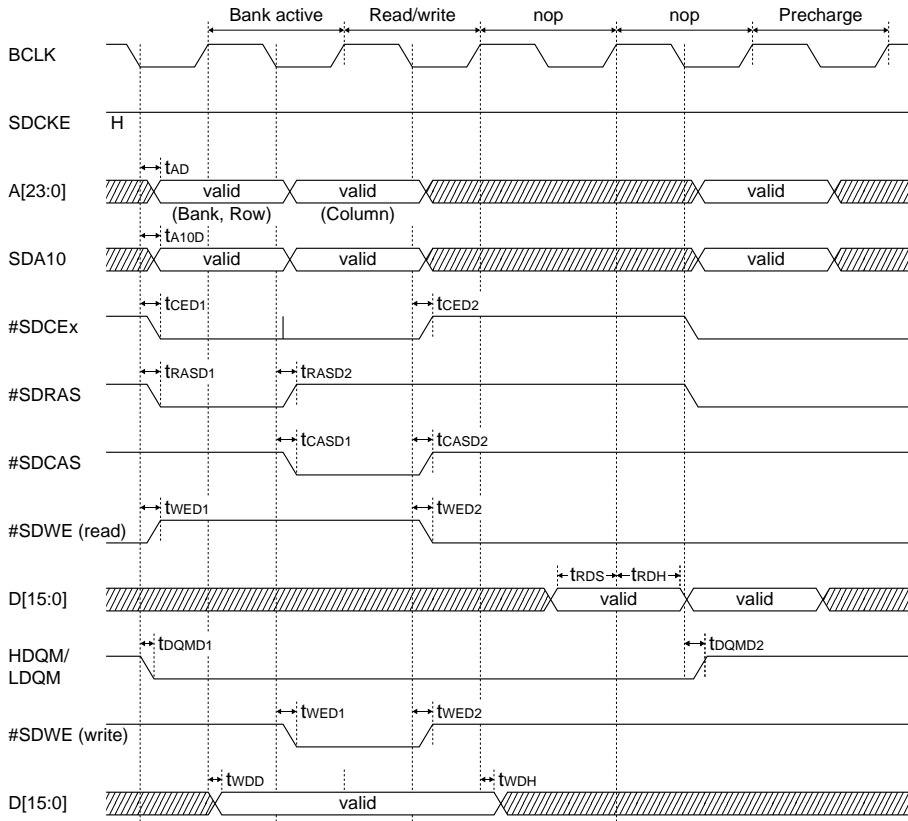 Bank active Read/write nop nop Precharge
BCLK
SDCKE H
tAD
A[23:0] valid valid valid
(Bank, Row) (Column)
tA10D
SDA10 valid valid valid
tCED1 tCED2
#SDCEx
tRASD1 tRASD2
#SDRAS
tCASD1 tCASD2
#SDCAS
tWED1 tWED2
#SDWE (read)
tRDS tRDH
D[15:0] valid valid
tDQMD1 tDQMD2
HDQM/
LDQM
tWED1 tWED2
#SDWE (write)
tWDD tWDH
D[15:0] valid